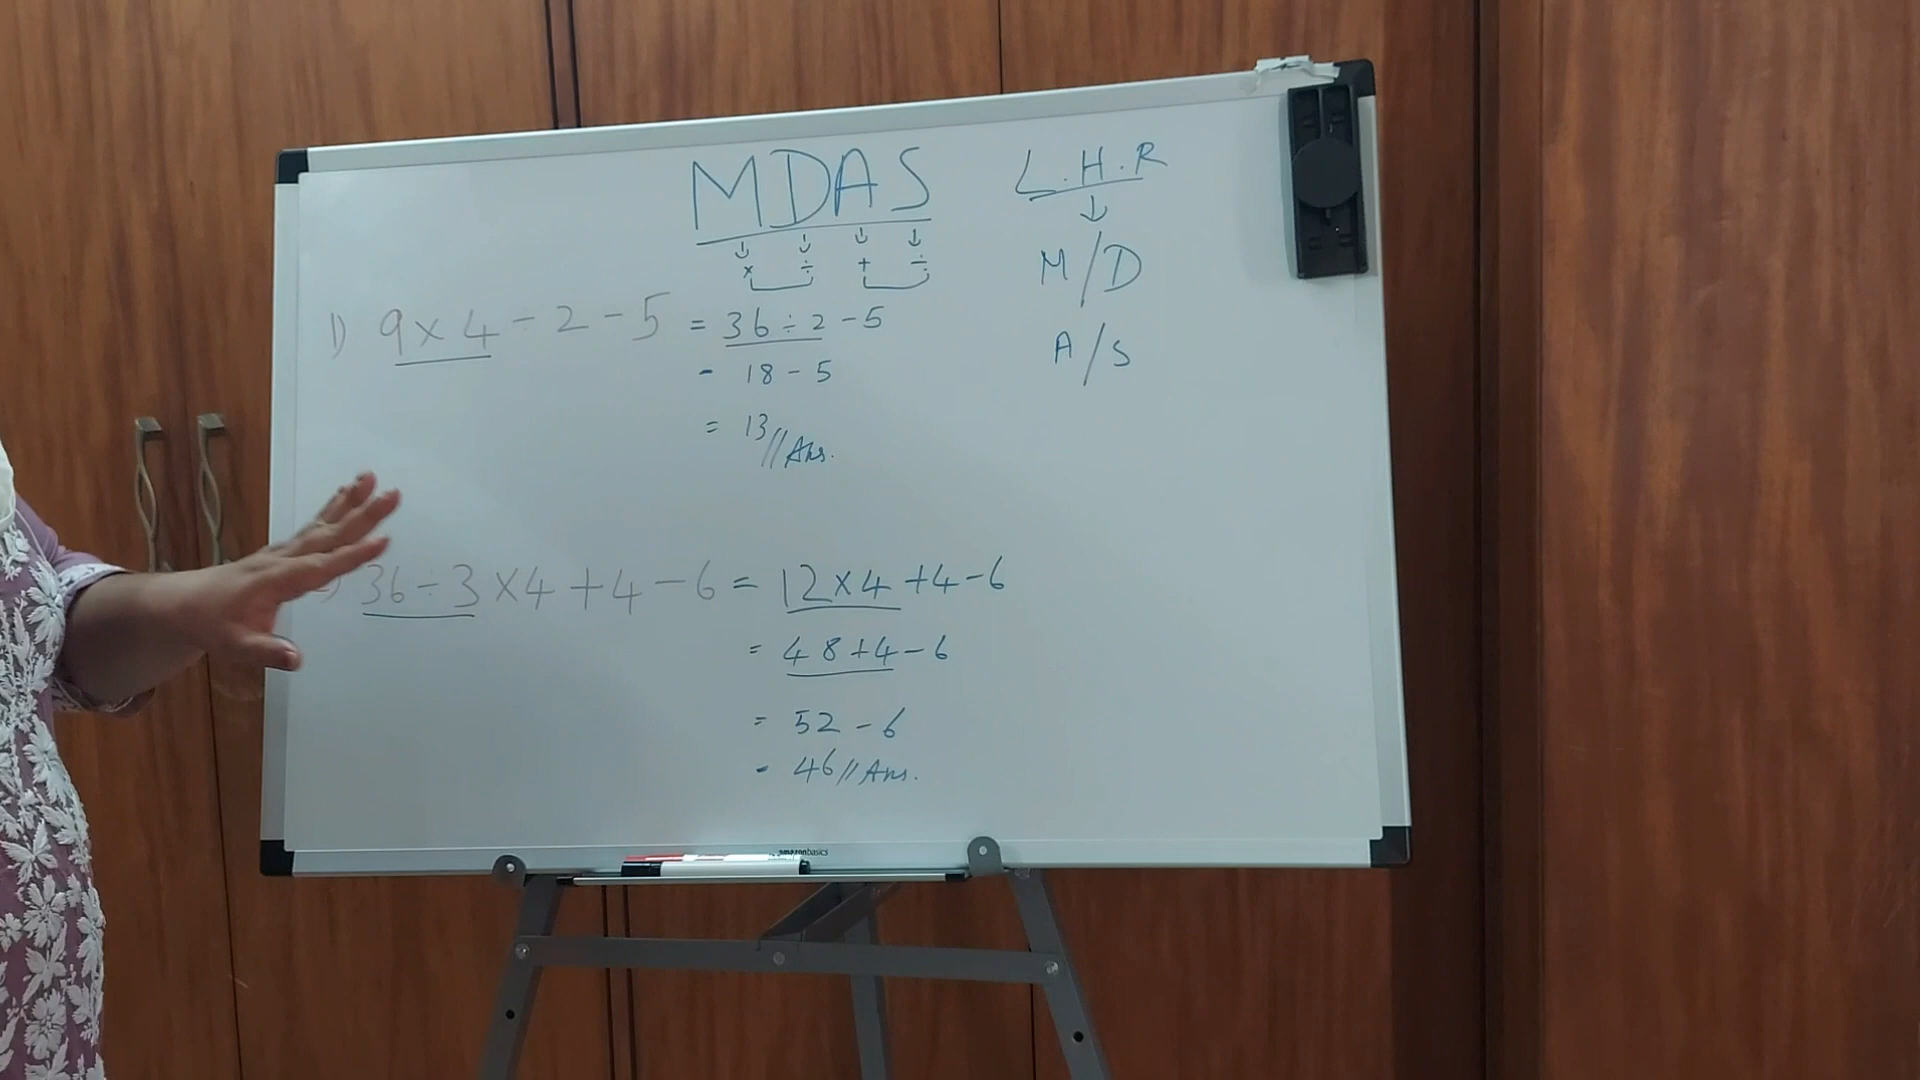 MDAS
L.H.R
↓ ↓ ↓ ↓
↓
× ÷ + ÷
M/D
1) 9 × 4 ÷ 2 - 5 = 36 ÷ 2 - 5
A/S
= 18 - 5
= 13 // Ans.
36 ÷ 3 × 4 + 4 - 6 = 12 × 4 + 4 - 6
= 48 + 4 - 6
= 52 - 6
= 46 // Ans.
amazonbasics